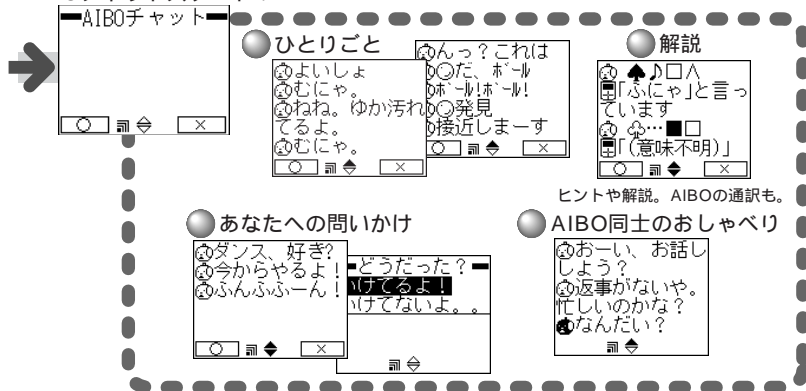 AIBOチャット
○ ×
ひとりごと
よいしょ
むにゃ。
ねね。ゆか汚れ
てるよ。
むにゃ。
○ ×
んっ？これは
○だ、ボール
ボール!ボール!
○発見
接近しまーす
○ ×
解説
♠♪□∧
「ふにゃ」と言っ
ています
♧…■□
「(意味不明)」
○ ×
ヒントや解説。AIBOの通訳も。
あなたへの問いかけ
ダンス、好き?
今からやるよ！
ふんふふーん！
○ ×
どうだった？
いけてるよ！
いけてないよ。。
AIBO同士のおしゃべり
おーい、お話し
しよう？
返事がないや。
忙しいのかな？
なんだい？